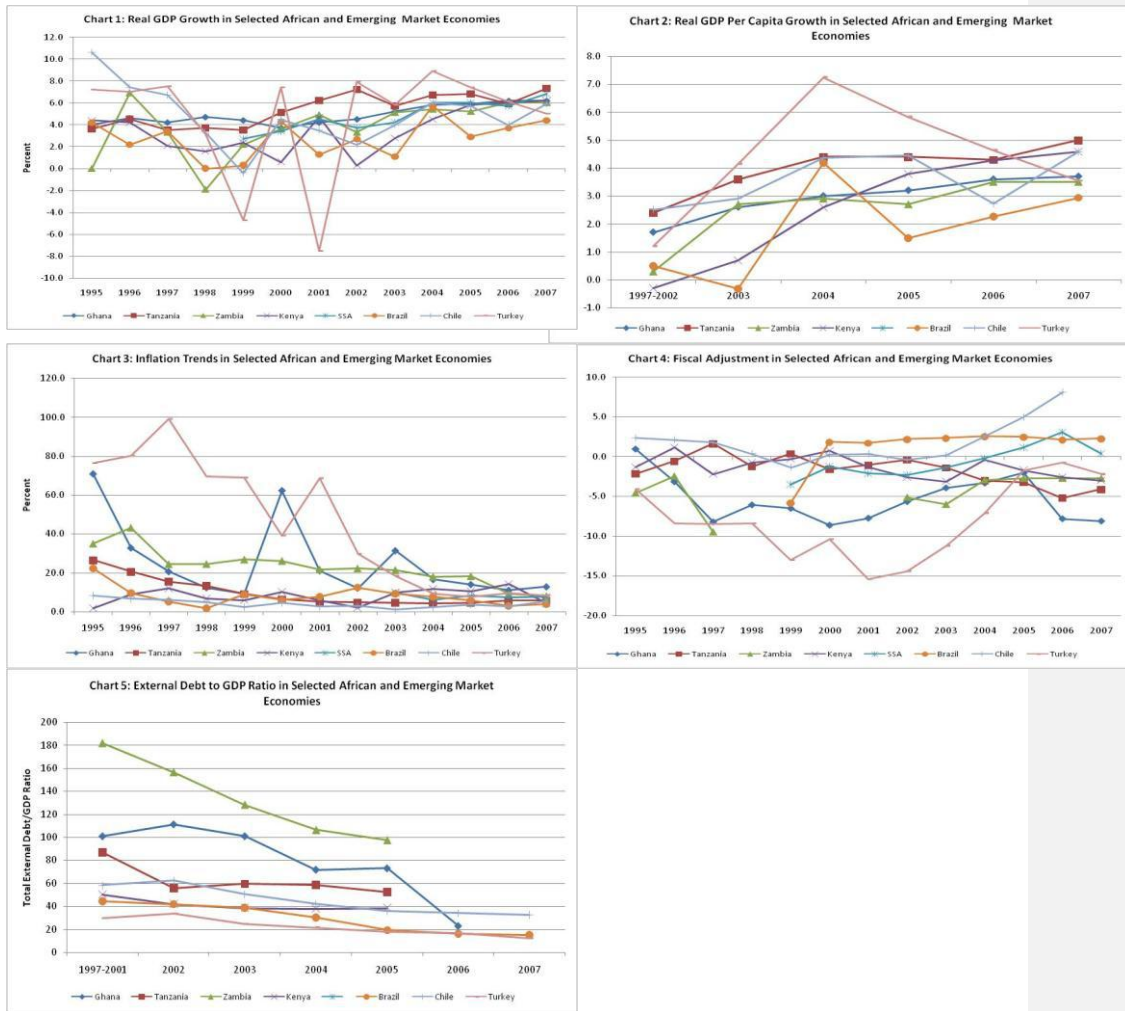 Chart 1: Real GDP Growth in Selected African and Emerging Market Economies
Percent
12.0
10.0
8.0
6.0
4.0
2.0
0.0
-2.0
-4.0
-6.0
-8.0
-10.0
1995 1996 1997 1998 1999 2000 2001 2002 2003 2004 2005 2006 2007
Ghana Tanzania Zambia Kenya SSA Brazil Chile Turkey
Chart 2: Real GDP Per Capita Growth in Selected African and Emerging Market
Economies
8.0
7.0
6.0
5.0
4.0
3.0
2.0
1.0
0.0
-1.0
1997-2002 2003 2004 2005 2006 2007
Ghana Tanzania Zambia Kenya Brazil Chile Turkey
Chart 3: Inflation Trends in Selected African and Emerging Market Economies
Percent
120.0
100.0
80.0
60.0
40.0
20.0
0.0
1995 1996 1997 1998 1999 2000 2001 2002 2003 2004 2005 2006 2007
Ghana Tanzania Zambia Kenya SSA Brazil Chile Turkey
Chart 4: Fiscal Adjustment in Selected African and Emerging Market Economies
10.0
5.0
0.0
-5.0
-10.0
-15.0
-20.0
1995 1996 1997 1998 1999 2000 2001 2002 2003 2004 2005 2006 2007
Ghana Tanzania Zambia Kenya SSA Brazil Chile Turkey
Chart 5: External Debt to GDP Ratio in Selected African and Emerging Market
Economies
Total External Debt/GDP Ratio
200
180
160
140
120
100
80
60
40
20
0
1997-2001 2002 2003 2004 2005 2006 2007
Ghana Tanzania Zambia Kenya Brazil Chile Turkey